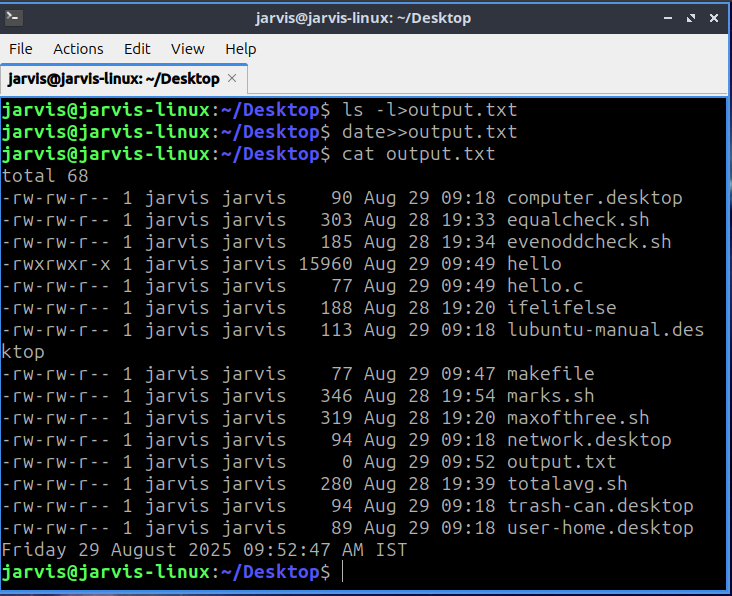 jarvis@jarvis-linux: ~/Desktop
File Actions Edit View Help
jarvis@jarvis-linux: ~/Desktop
jarvis@jarvis-linux:~/Desktop$ ls -l>output.txt
jarvis@jarvis-linux:~/Desktop$ date>>output.txt
jarvis@jarvis-linux:~/Desktop$ cat output.txt
total 68
-rw-rw-r-- 1 jarvis jarvis    90 Aug 29 09:18 computer.desktop
-rw-rw-r-- 1 jarvis jarvis   303 Aug 28 19:33 equalcheck.sh
-rw-rw-r-- 1 jarvis jarvis   185 Aug 28 19:34 evenoddcheck.sh
-rwxrwxr-x 1 jarvis jarvis 15960 Aug 29 09:49 hello
-rw-rw-r-- 1 jarvis jarvis    77 Aug 29 09:49 hello.c
-rw-rw-r-- 1 jarvis jarvis   188 Aug 28 19:20 ifelifelse
-rw-rw-r-- 1 jarvis jarvis   113 Aug 29 09:18 lubuntu-manual.des
ktop
-rw-rw-r-- 1 jarvis jarvis    77 Aug 29 09:47 makefile
-rw-rw-r-- 1 jarvis jarvis   346 Aug 28 19:54 marks.sh
-rw-rw-r-- 1 jarvis jarvis   319 Aug 28 19:20 maxofthree.sh
-rw-rw-r-- 1 jarvis jarvis    94 Aug 29 09:18 network.desktop
-rw-rw-r-- 1 jarvis jarvis     0 Aug 29 09:52 output.txt
-rw-rw-r-- 1 jarvis jarvis   280 Aug 28 19:39 totalavg.sh
-rw-rw-r-- 1 jarvis jarvis    94 Aug 29 09:18 trash-can.desktop
-rw-rw-r-- 1 jarvis jarvis    89 Aug 29 09:18 user-home.desktop
Friday 29 August 2025 09:52:47 AM IST
jarvis@jarvis-linux:~/Desktop$